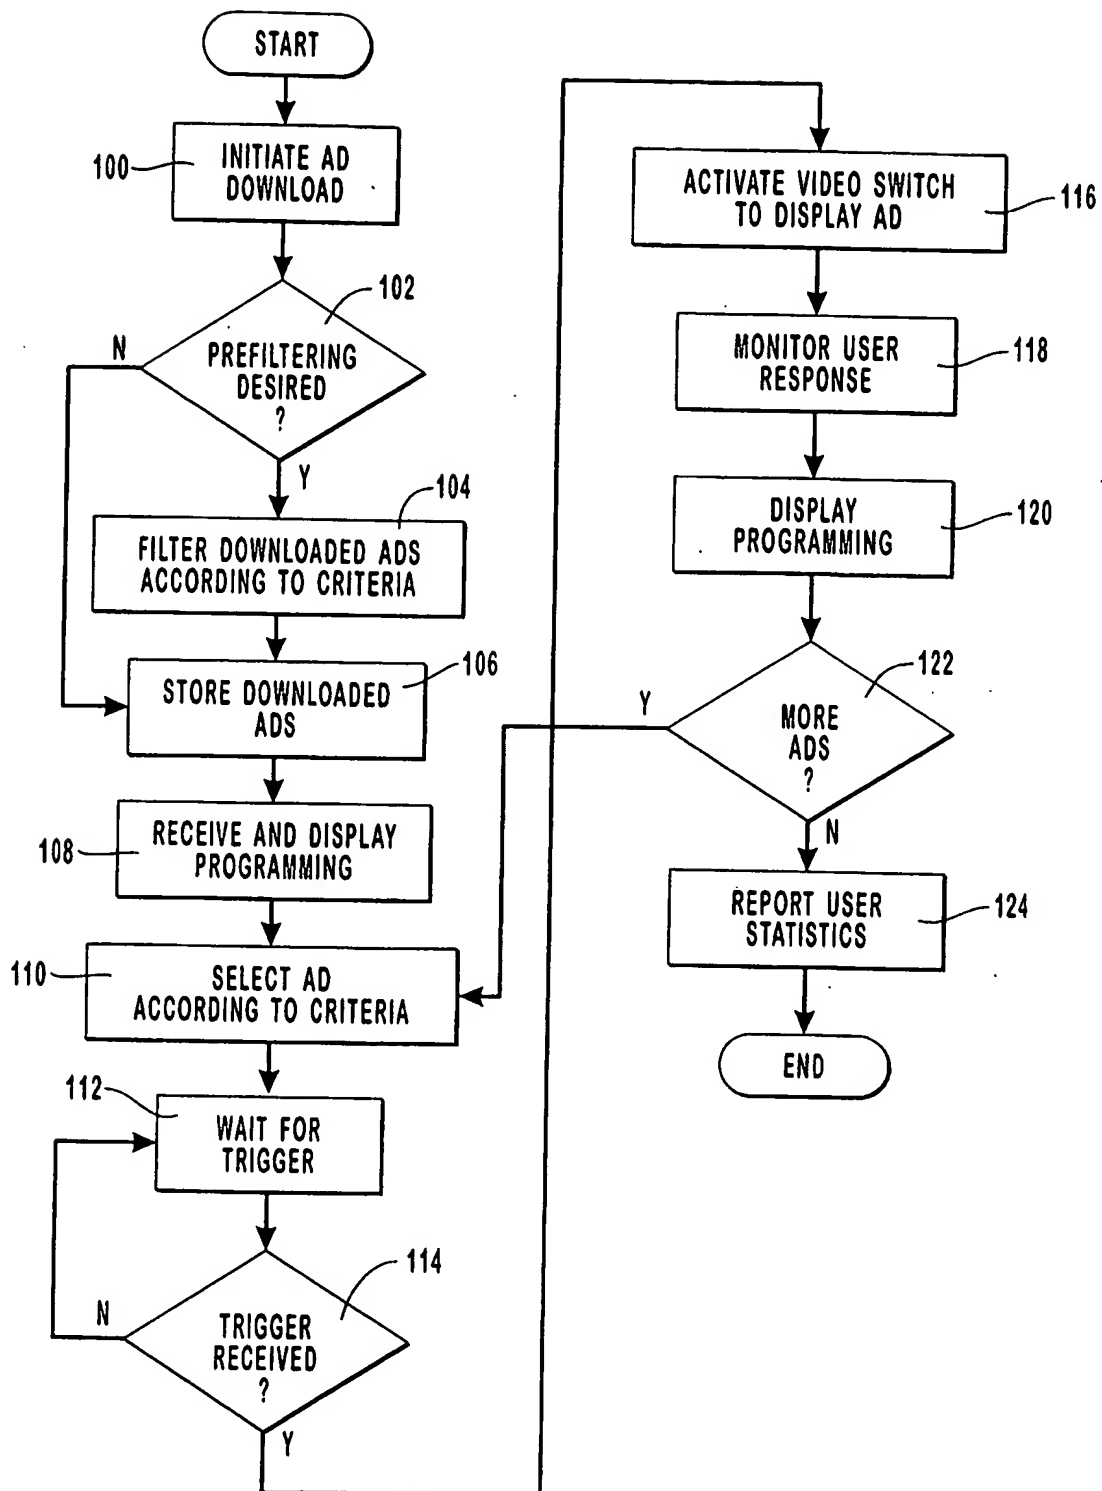 START
100
INITIATE AD
DOWNLOAD
102
N
PREFILTERING
DESIRED
?
Y
104
FILTER DOWNLOADED ADS
ACCORDING TO CRITERIA
106
STORE DOWNLOADED
ADS
108
RECEIVE AND DISPLAY
PROGRAMMING
110
SELECT AD
ACCORDING TO CRITERIA
112
WAIT FOR
TRIGGER
114
N
TRIGGER
RECEIVED
?
Y
ACTIVATE VIDEO SWITCH
TO DISPLAY AD
116
MONITOR USER
RESPONSE
118
DISPLAY
PROGRAMMING
120
122
Y
MORE
ADS
?
N
REPORT USER
STATISTICS
124
END